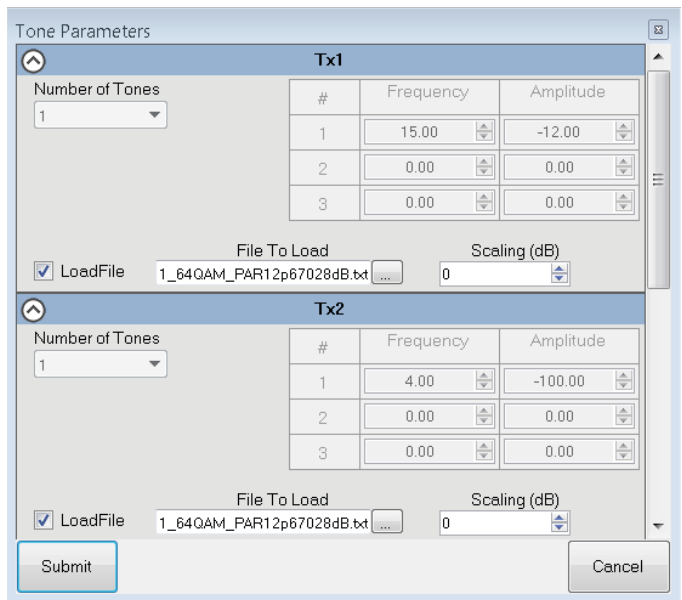 Tone Parameters
Tx1
Number of Tones
1
# Frequency Amplitude
1 15.00 -12.00
2 0.00 0.00
3 0.00 0.00
File To Load Scaling (dB)
LoadFile 1_64QAM_PAR12p67028dB.txt ... 0
Tx2
Number of Tones
1
# Frequency Amplitude
1 4.00 -100.00
2 0.00 0.00
3 0.00 0.00
File To Load Scaling (dB)
LoadFile 1_64QAM_PAR12p67028dB.txt ... 0
Submit Cancel